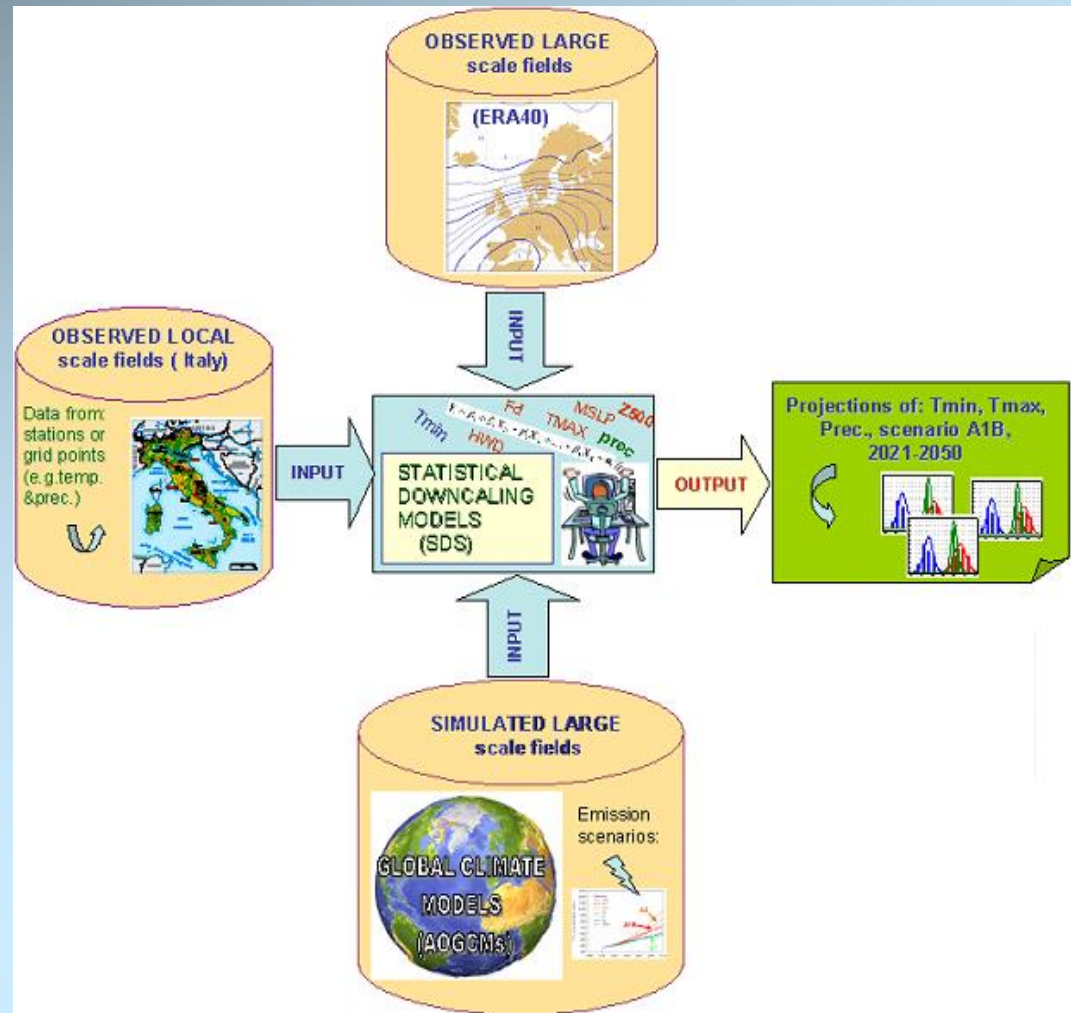 OBSERVED LARGE
scale fields
(ERA40)
INPUT
OBSERVED LOCAL
scale fields ( Italy)
Data from:
stations or
grid points
(e.g.temp.
&prec.)
INPUT
Tmin
Fd
HWD
TMAX
MSLP
Z500
prec
STATISTICAL
DOWNCALING
MODELS
(SDS)
OUTPUT
Projections of: Tmin, Tmax,
Prec., scenario A1B,
2021-2050
INPUT
SIMULATED LARGE
scale fields
GLOBAL CLIMATE
MODELS
(AOGCMs)
Emission
scenarios: